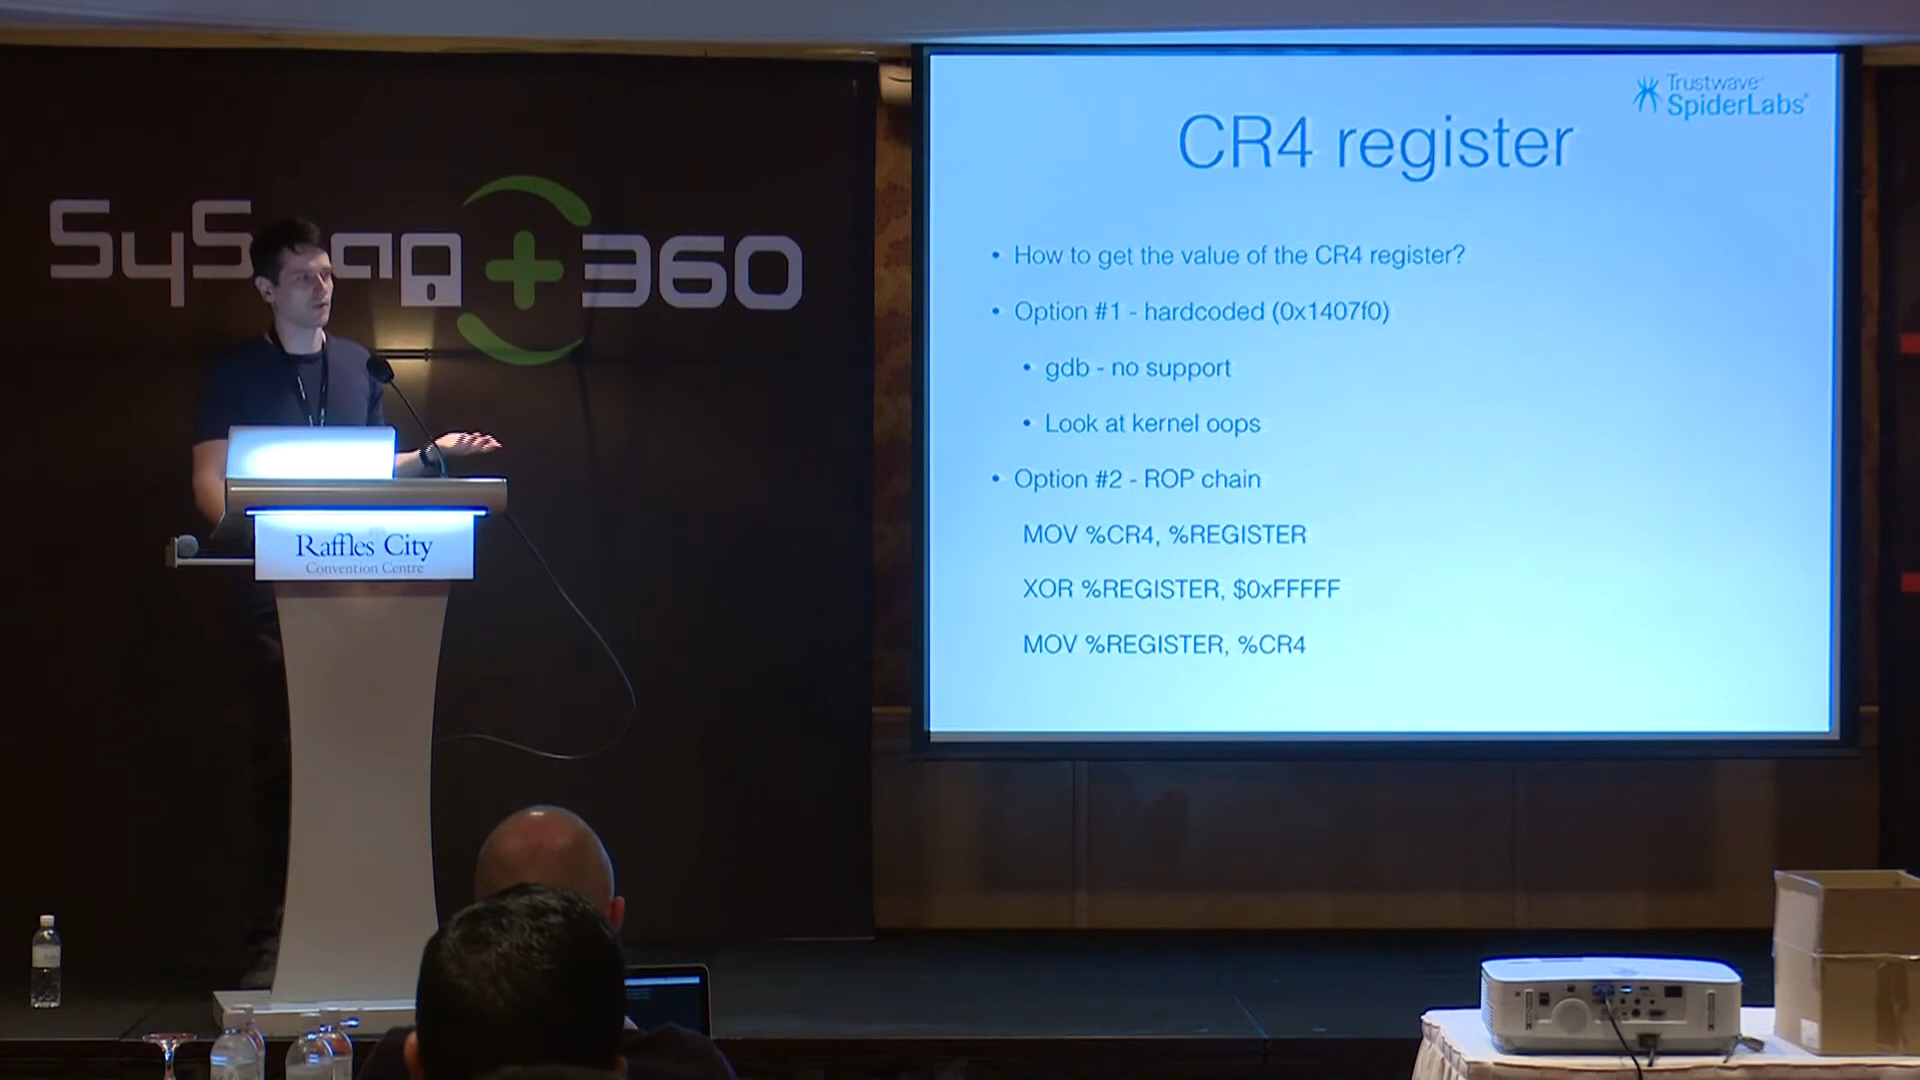 SyScan+360
Raffles City
Convention Centre
Trustwave®
SpiderLabs®
CR4 register
• How to get the value of the CR4 register?
• Option #1 - hardcoded (0x1407f0)
• gdb - no support
• Look at kernel oops
• Option #2 - ROP chain
MOV %CR4, %REGISTER
XOR %REGISTER, $0xFFFFF
MOV %REGISTER, %CR4